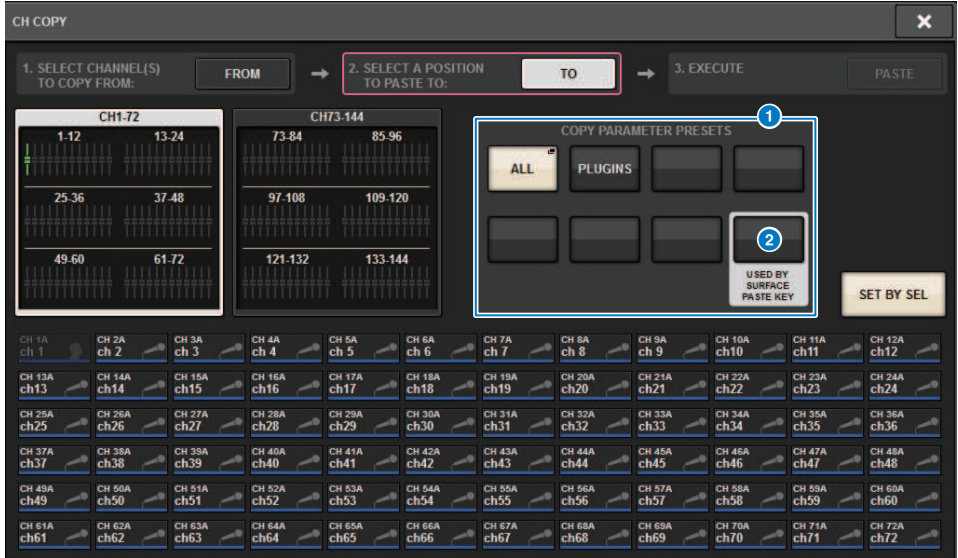 CH COPY
1. SELECT CHANNEL(S) TO COPY FROM:
FROM
2. SELECT A POSITION TO PASTE TO:
TO
3. EXECUTE
PASTE
CH1-72
1-12 13-24
25-36 37-48
49-60 61-72
CH73-144
73-84 85-96
97-108 109-120
121-132 133-144
1
COPY PARAMETER PRESETS
ALL
PLUGINS
2
USED BY
SURFACE
PASTE KEY
SET BY SEL
CH 1A CH 2A CH 3A CH 4A CH 5A CH 6A CH 7A CH 8A CH 9A CH 10A CH 11A CH 12A
ch 1 ch 2 ch 3 ch 4 ch 5 ch 6 ch 7 ch 8 ch 9 ch10 ch11 ch12
CH 13A CH 14A CH 15A CH 16A CH 17A CH 18A CH 19A CH 20A CH 21A CH 22A CH 23A CH 24A
ch13 ch14 ch15 ch16 ch17 ch18 ch19 ch20 ch21 ch22 ch23 ch24
CH 25A CH 26A CH 27A CH 28A CH 29A CH 30A CH 31A CH 32A CH 33A CH 34A CH 35A CH 36A
ch25 ch26 ch27 ch28 ch29 ch30 ch31 ch32 ch33 ch34 ch35 ch36
CH 37A CH 38A CH 39A CH 40A CH 41A CH 42A CH 43A CH 44A CH 45A CH 46A CH 47A CH 48A
ch37 ch38 ch39 ch40 ch41 ch42 ch43 ch44 ch45 ch46 ch47 ch48
CH 49A CH 50A CH 51A CH 52A CH 53A CH 54A CH 55A CH 56A CH 57A CH 58A CH 59A CH 60A
ch49 ch50 ch51 ch52 ch53 ch54 ch55 ch56 ch57 ch58 ch59 ch60
CH 61A CH 62A CH 63A CH 64A CH 65A CH 66A CH 67A CH 68A CH 69A CH 70A CH 71A CH 72A
ch61 ch62 ch63 ch64 ch65 ch66 ch67 ch68 ch69 ch70 ch71 ch72